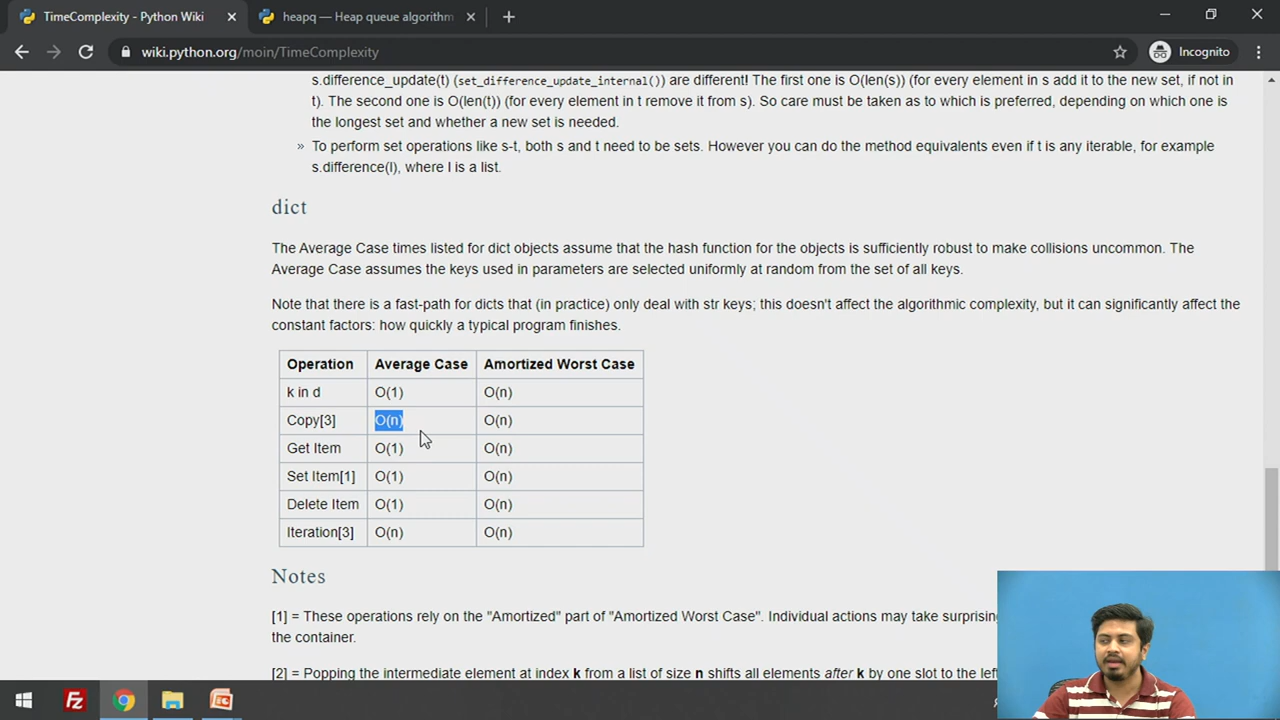 TimeComplexity - Python Wiki
heapq — Heap queue algorithm
wiki.python.org/moin/TimeComplexity
Incognito
s.difference_update(t) (set_difference_update_internal()) are different! The first one is O(len(s)) (for every element in s add it to the new set, if not in
t). The second one is O(len(t)) (for every element in t remove it from s). So care must be taken as to which is preferred, depending on which one is
the longest set and whether a new set is needed.
» To perform set operations like s-t, both s and t need to be sets. However you can do the method equivalents even if t is any iterable, for example
s.difference(l), where l is a list.
dict
The Average Case times listed for dict objects assume that the hash function for the objects is sufficiently robust to make collisions uncommon. The
Average Case assumes the keys used in parameters are selected uniformly at random from the set of all keys.
Note that there is a fast-path for dicts that (in practice) only deal with str keys; this doesn't affect the algorithmic complexity, but it can significantly affect the
constant factors: how quickly a typical program finishes.
Operation Average Case Amortized Worst Case
k in d O(1) O(n)
Copy[3] O(n) O(n)
Get Item O(1) O(n)
Set Item[1] O(1) O(n)
Delete Item O(1) O(n)
Iteration[3] O(n) O(n)
Notes
[1] = These operations rely on the "Amortized" part of "Amortized Worst Case". Individual actions may take surprising
the container.
[2] = Popping the intermediate element at index k from a list of size n shifts all elements after k by one slot to the left
Fz